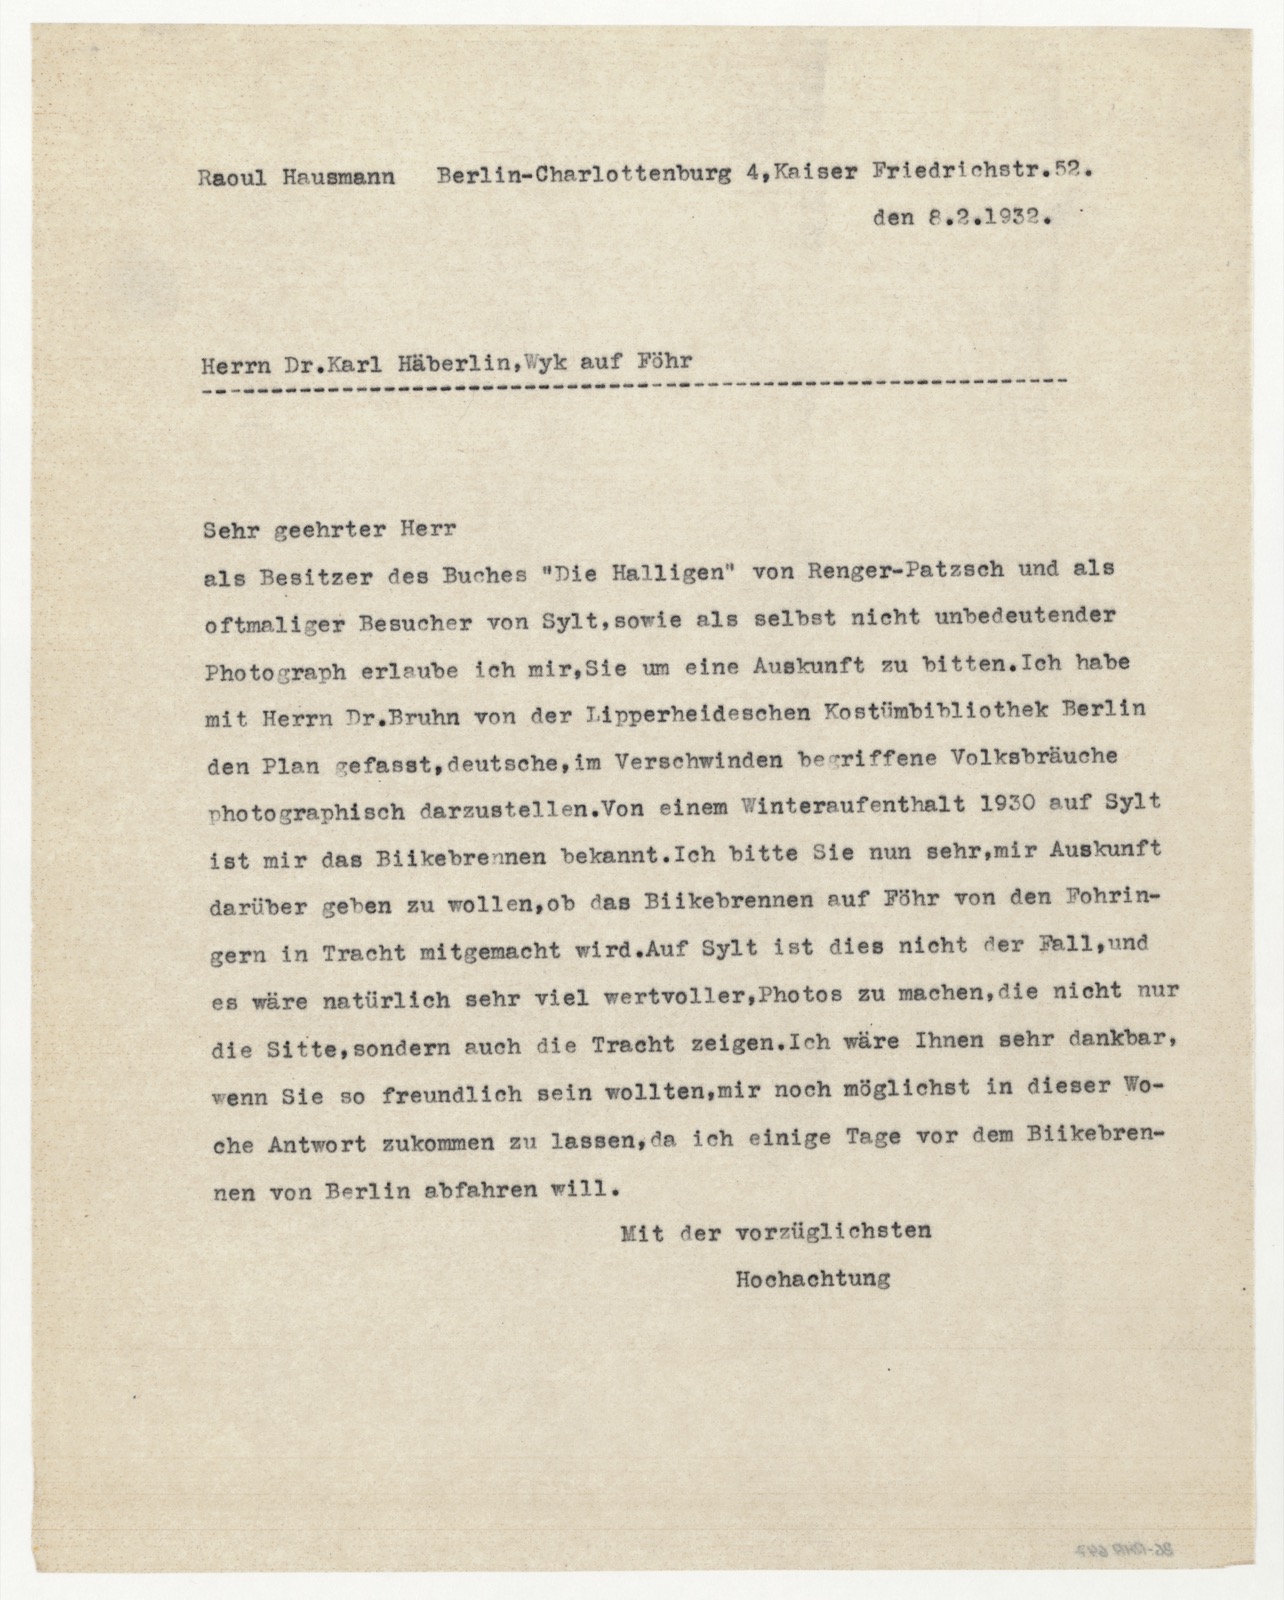 Raoul Hausmann   Berlin-Charlottenburg 4,Kaiser Friedrichstr.52.
den 8.2.1932.
Herrn Dr.Karl Häberlin,Wyk auf Föhr
Sehr geehrter Herr
als Besitzer des Buches "Die Halligen" von Renger-Patzsch und als
oftmaliger Besucher von Sylt,sowie als selbst nicht unbedeutender
Photograph erlaube ich mir,Sie um eine Auskunft zu bitten.Ich habe
mit Herrn Dr.Bruhn von der Lipperheideschen Kostümbibliothek Berlin
den Plan gefasst,deutsche,im Verschwinden begriffene Volksbräuche
photographisch darzustellen.Von einem Winteraufenthalt 1930 auf Sylt
ist mir das Biikebrennen bekannt.Ich bitte Sie nun sehr,mir Auskunft
darüber geben zu wollen,ob das Biikebrennen auf Föhr von den Fohrin-
gern in Tracht mitgemacht wird.Auf Sylt ist dies nicht der Fall,und
es wäre natürlich sehr viel wertvoller,Photos zu machen,die nicht nur
die Sitte,sondern auch die Tracht zeigen.Ich wäre Ihnen sehr dankbar,
wenn Sie so freundlich sein wollten,mir noch möglichst in dieser Wo-
che Antwort zukommen zu lassen,da ich einige Tage vor dem Biikebren-
nen von Berlin abfahren will.
Mit der vorzüglichsten
Hochachtung